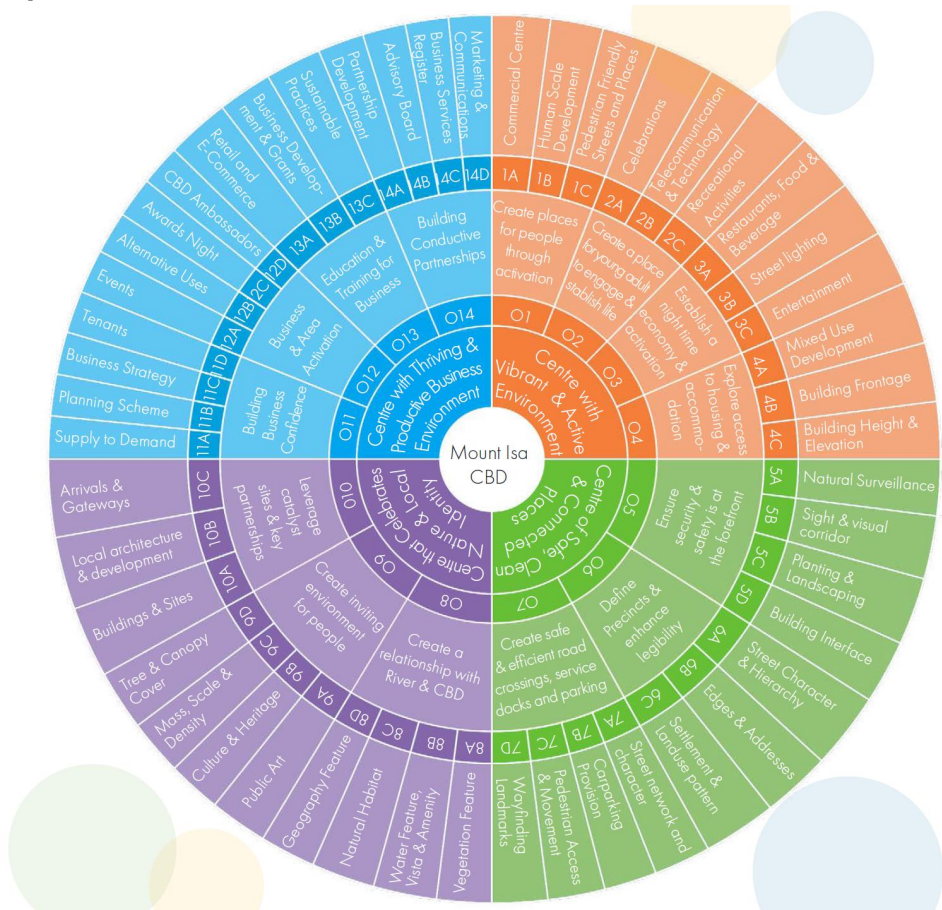 Mount Isa
CBD
Centre with
Vibrant & Active
Environment
O1
O2
O3
O4
Create places
for people
through
activation
Create a place
for young adult
to engage &
stablish life
Establish a
night time
economy &
activation
Explore access
to housing &
accommo-
dation
1A
1B
1C
2A
2B
2C
3A
3B
3C
4A
4B
4C
Commercial Centre
Human Scale
Development
Pedestrian Friendly
Streets and Places
Celebrations
Telecommunication
& Technology
Recreational
Activities
Restaurants, Food &
Beverage
Street lighting
Entertainment
Mixed Use
Development
Building Frontage
Building Height &
Elevation
Centre of Safe,
Clean & Connected
Places
O5
O6
O7
Ensure
security &
safety is at
the forefront
Define
Precincts &
enhance
legibility
Create safe
& efficient road
crossings, service
docks and parking
5A
5B
5C
5D
6A
6B
6C
7A
7B
7C
7D
Natural Surveillance
Sight & visual
corridor
Planting &
Landscaping
Building Interface
Street Character
& Hierarchy
Edges & Addresses
Settlement &
Landuse pattern
Street network and
character
Carparking
Provision
Pedestrian Access
& Movement
Wayfinding
Landmarks
Centre that Celebrates
Nature & Local
Identify
O8
O9
O10
Create a
relationship with
River & CBD
Create inviting
environment
for people
Leverage
catalyst
sites & key
partnerships
8A
8B
8C
8D
9A
9B
9C
9D
10A
10B
10C
Vegetation Feature
Water Feature,
Vista & Amenity
Natural Habitat
Geography Feature
Public Art
Culture & Heritage
Mass, Scale &
Density
Tree & Canopy
Cover
Buildings & Sites
Local architecture
& development
Arrivals &
Gateways
Centre with Thriving &
Productive Business
Environment
O11
O12
O13
O14
Building
Business
Confidence
Business
& Area
Activation
Education &
Training for
Business
Building
Conductive
Partnerships
11A
11B
11C
1D
12A
12B
2C
12D
13A
13B
13C
14A
4B
14C
14D
Supply to Demand
Planning Scheme
Business Strategy
Tenants
Events
Alternative Uses
Awards Night
CBD Ambassadors
Retail and
E-Commerce
Business Develop-
ment & Grants
Sustainable
Practices
Partnership
Development
Advisory Board
Business Services
Register
Marketing &
Communications